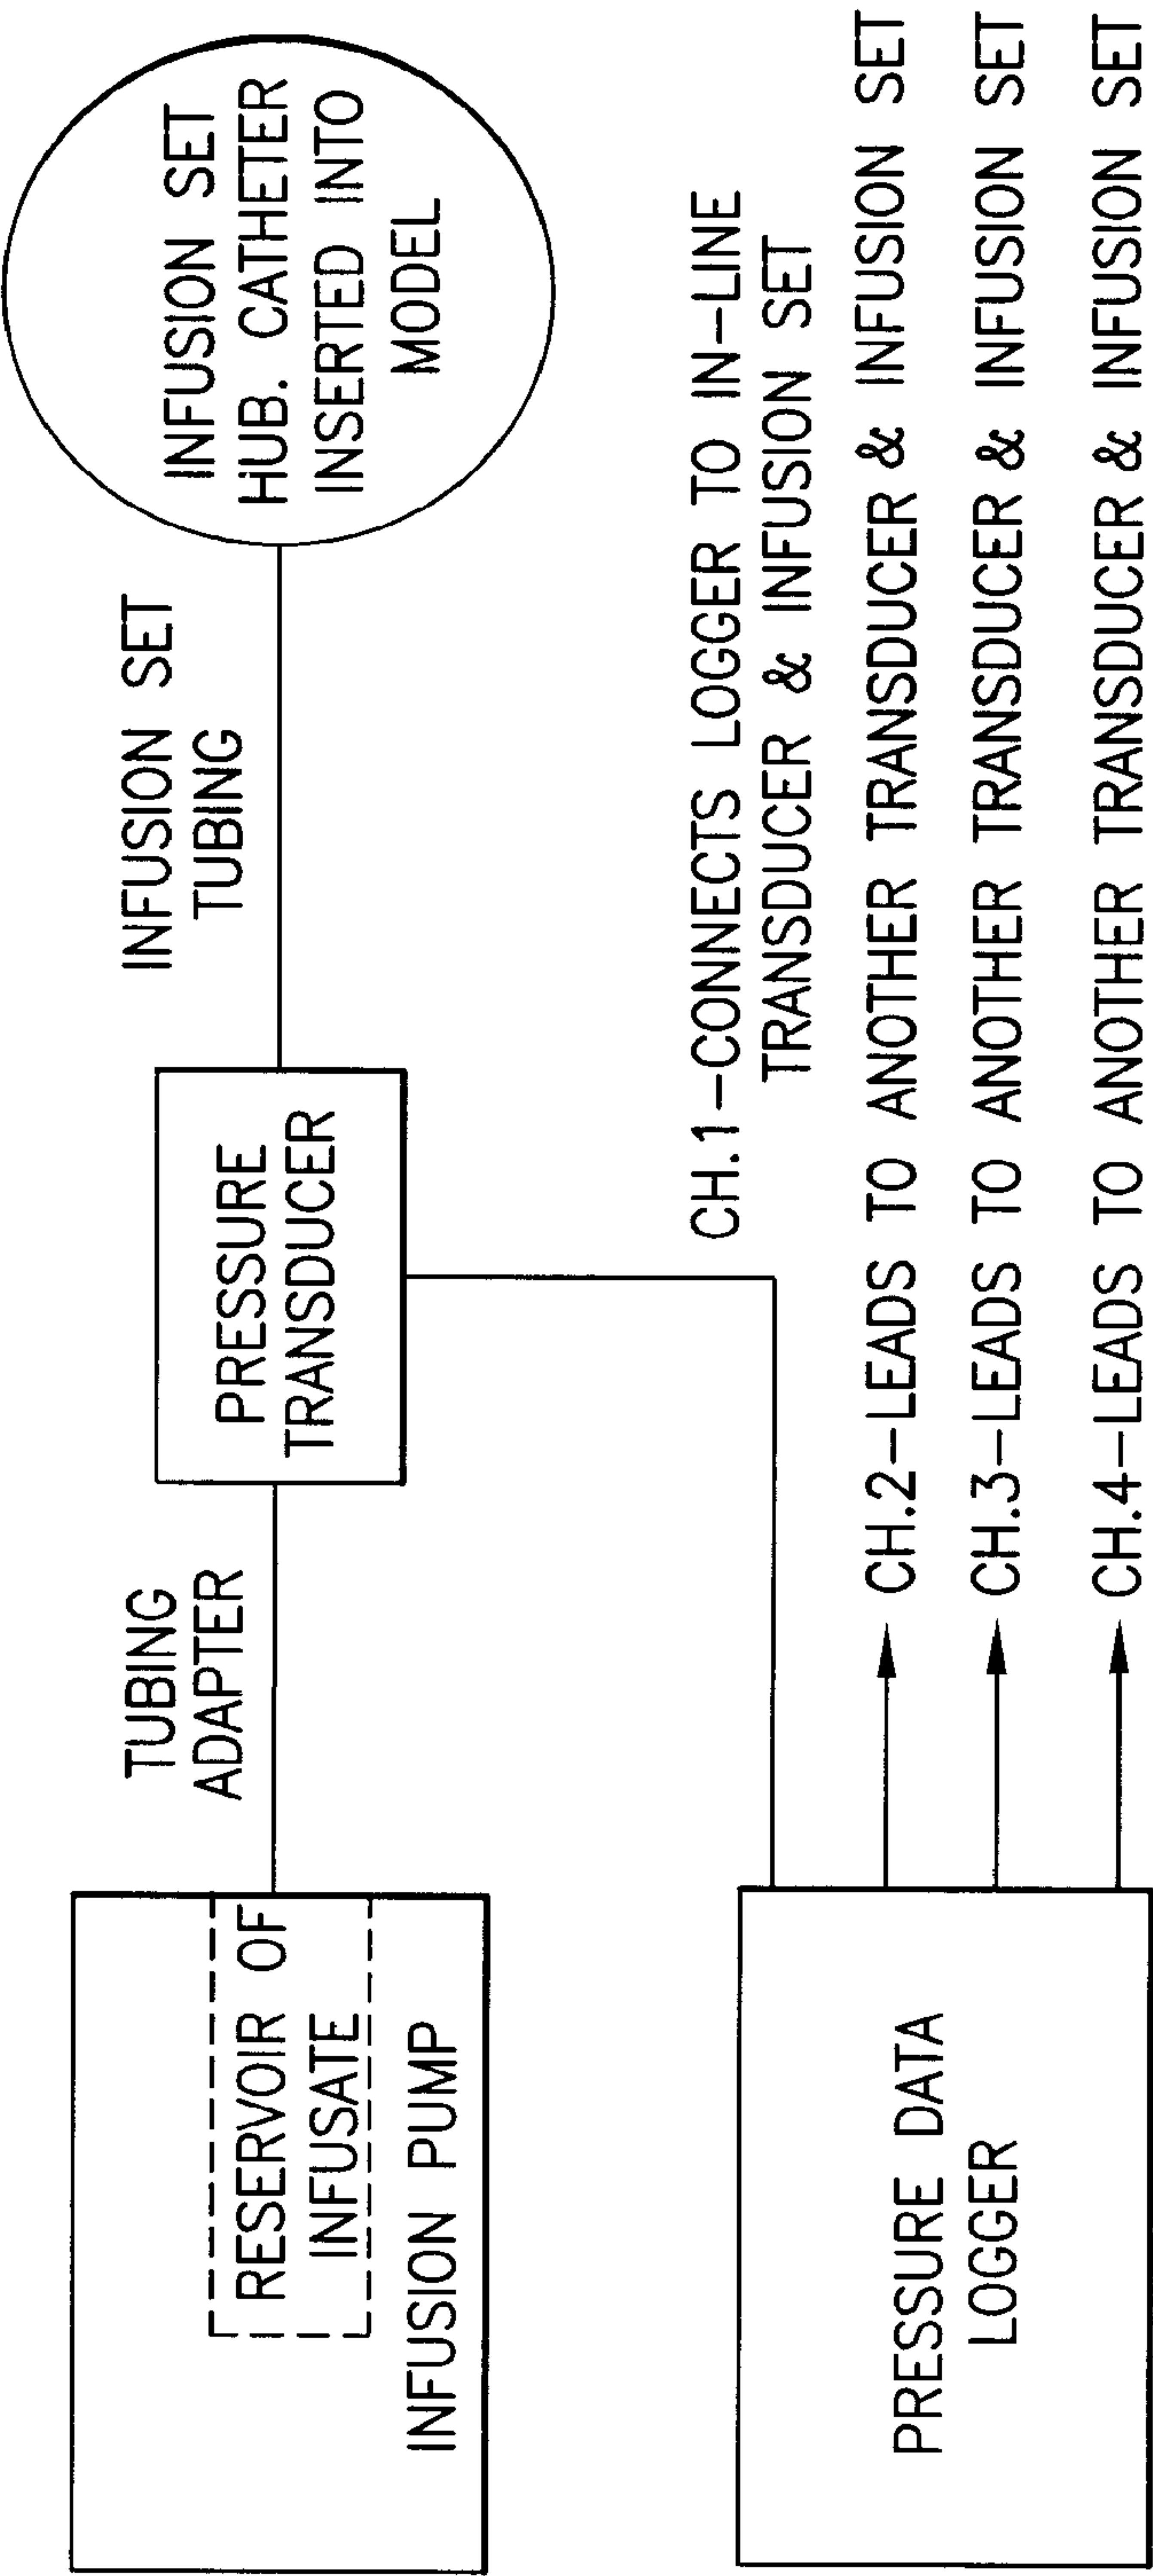 RESERVOIR OF
INFUSATE
INFUSION PUMP
TUBING
ADAPTER
PRESSURE
TRANSDUCER
INFUSION SET
TUBING
INFUSION SET
HUB. CATHETER
INSERTED INTO
MODEL
PRESSURE DATA
LOGGER
CH.1-CONNECTS LOGGER TO IN-LINE
TRANSDUCER & INFUSION SET
CH.2-LEADS TO ANOTHER TRANSDUCER & INFUSION SET
CH.3-LEADS TO ANOTHER TRANSDUCER & INFUSION SET
CH.4-LEADS TO ANOTHER TRANSDUCER & INFUSION SET